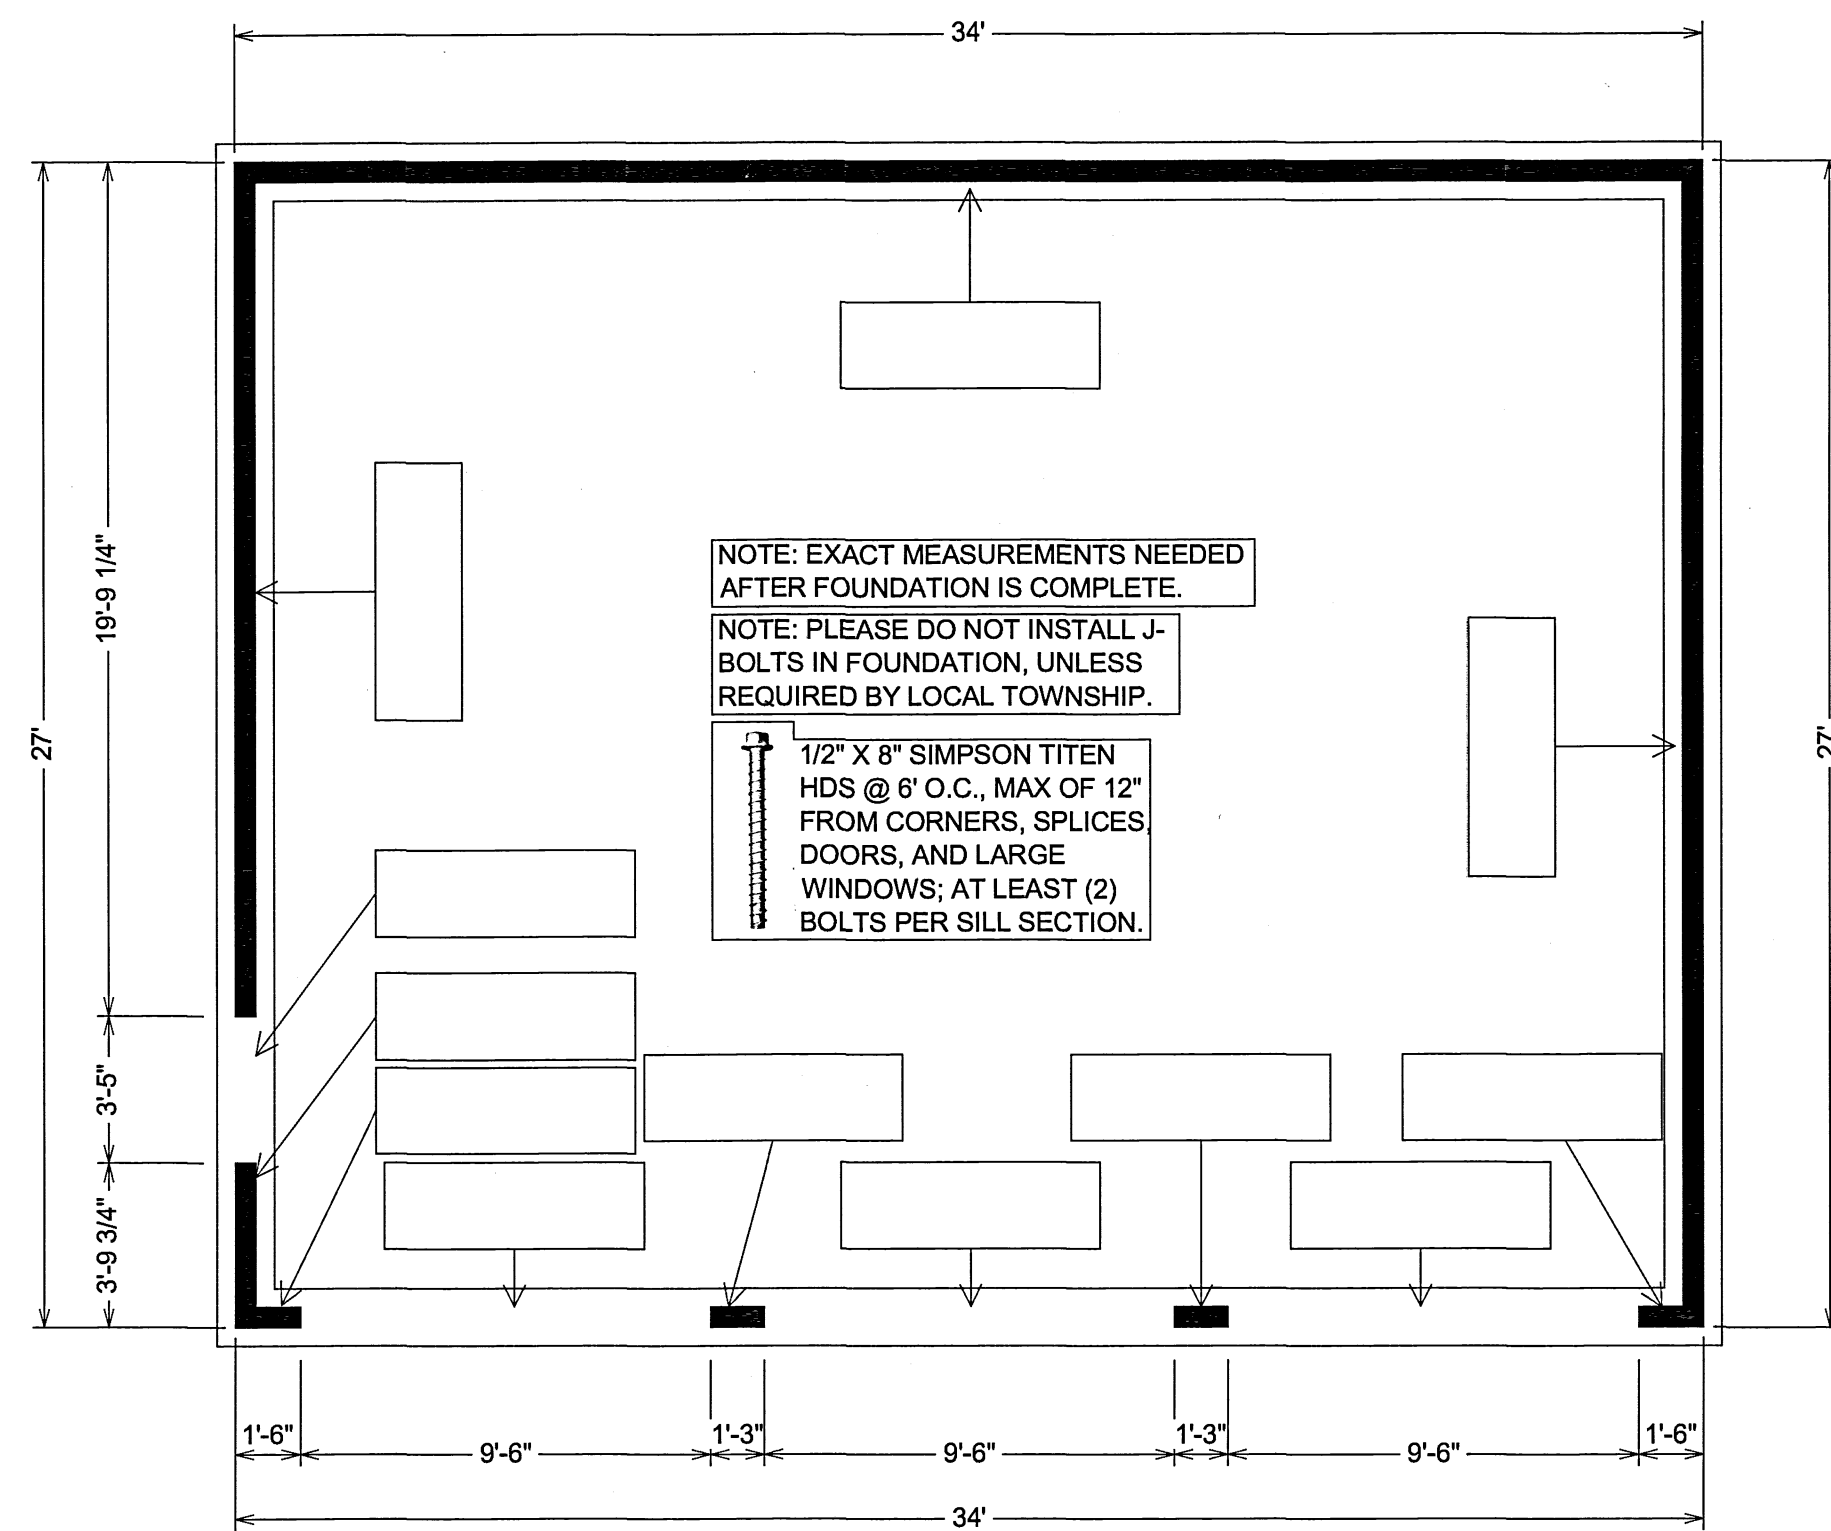 34'
27'
19'-9 1/4"
3'-5"
3'-9 3/4"
NOTE: EXACT MEASUREMENTS NEEDED
AFTER FOUNDATION IS COMPLETE.
NOTE: PLEASE DO NOT INSTALL J-
BOLTS IN FOUNDATION, UNLESS
REQUIRED BY LOCAL TOWNSHIP.
1/2" X 8" SIMPSON TITEN
HDS @ 6' O.C., MAX OF 12"
FROM CORNERS, SPLICES,
DOORS, AND LARGE
WINDOWS; AT LEAST (2)
BOLTS PER SILL SECTION.
27'
1'-6"
9'-6"
1'-3"
9'-6"
1'-3"
9'-6"
1'-6"
34'